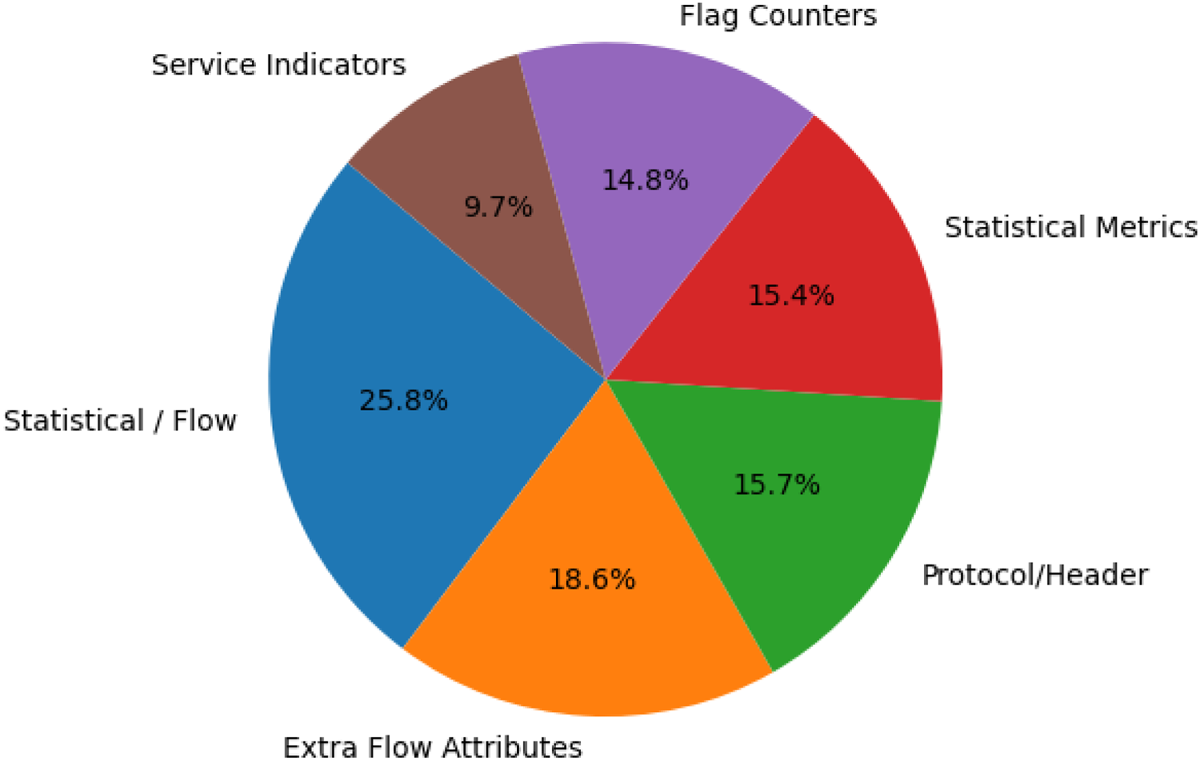 Flag Counters
Service Indicators
14.8%
9.7%
Statistical Metrics
15.4%
25.8%
Statistical / Flow
15.7%
18.6%
Protocol/Header
Extra Flow Attributes